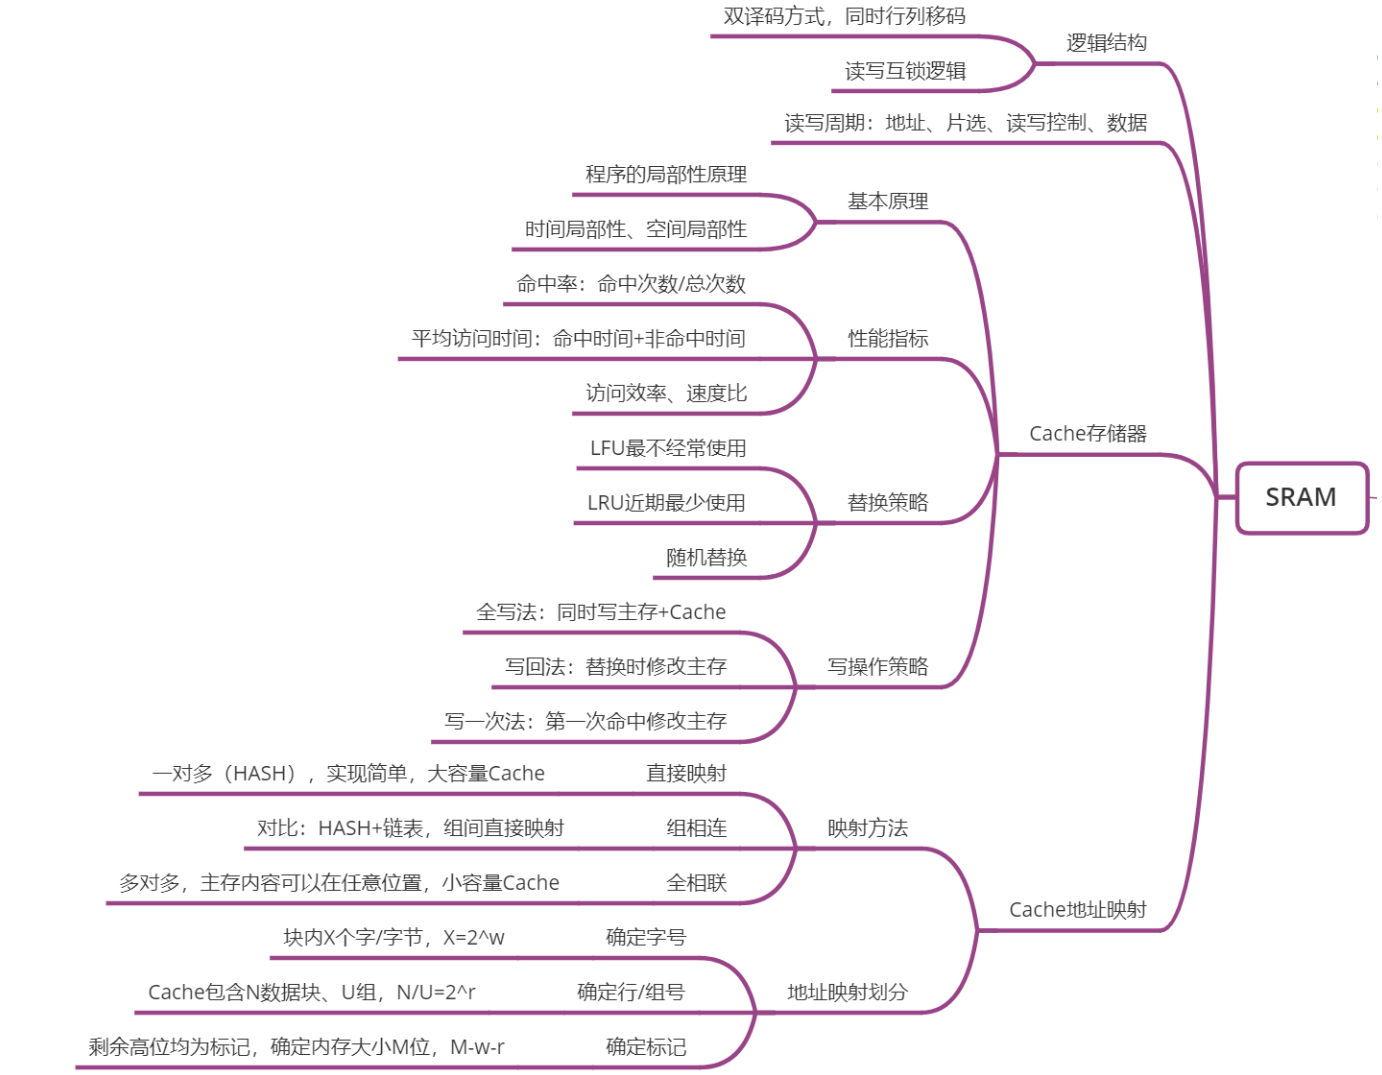 双译码方式，同时行列移码
逻辑结构
读写互锁逻辑
读写周期：地址、片选、读写控制、数据
程序的局部性原理
基本原理
时间局部性、空间局部性
命中率：命中次数/总次数
平均访问时间：命中时间+非命中时间
性能指标
访问效率、速度比
Cache存储器
LFU最不经常使用
LRU近期最少使用
替换策略
随机替换
SRAM
全写法：同时写主存+Cache
写回法：替换时修改主存
写操作策略
写一次法：第一次命中修改主存
一对多（HASH），实现简单，大容量Cache
直接映射
对比：HASH+链表，组间直接映射
组相连
映射方法
多对多，主存内容可以在任意位置，小容量Cache
全相联
Cache地址映射
块内X个字/字节，X=2^w
确定字号
Cache包含N数据块、U组，N/U=2^r
确定行/组号
地址映射划分
剩余高位均为标记，确定内存大小M位，M-w-r
确定标记